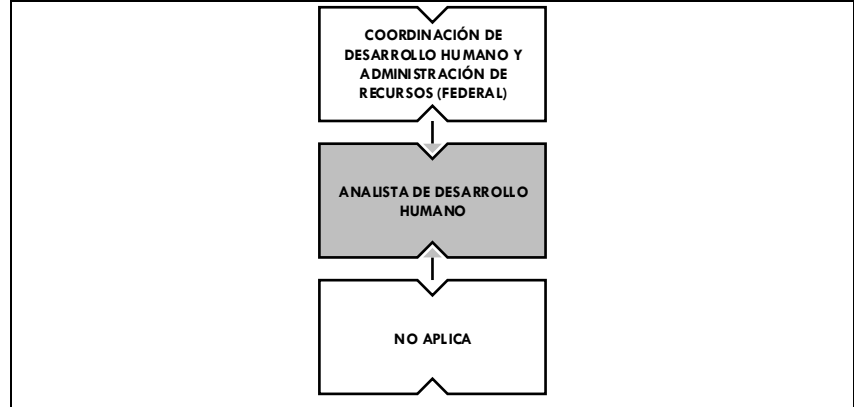 COORDINACIÓN DE
DESARROLLO HUMANO Y
ADMINISTRACIÓN DE
RECURSOS (FEDERAL)
ANALISTA DE DESARROLLO
HUMANO
NO APLICA